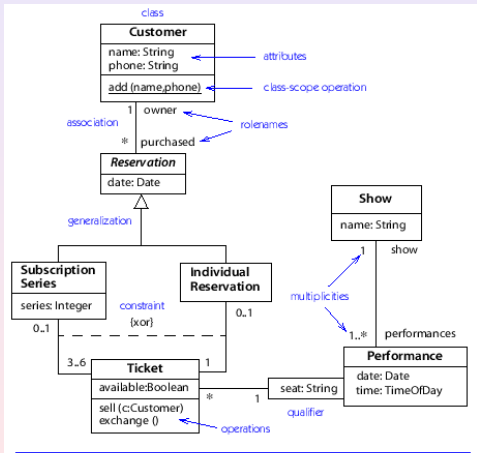 class
Customer
name: String
phone: String
attributes
add (name,phone)
class-scope operation
1 owner
association
rolenames
* purchased
Reservation
date: Date
generalization
Show
name: String
1 show
multiplicities
1..* performances
Subscription
Series
series: Integer
Individual
Reservation
constraint
{xor}
0..1
0..1
3..6
1
Ticket
available:Boolean
sell (c:Customer)
exchange ()
operations
*
1
seat: String
qualifier
Performance
date: Date
time: TimeOfDay